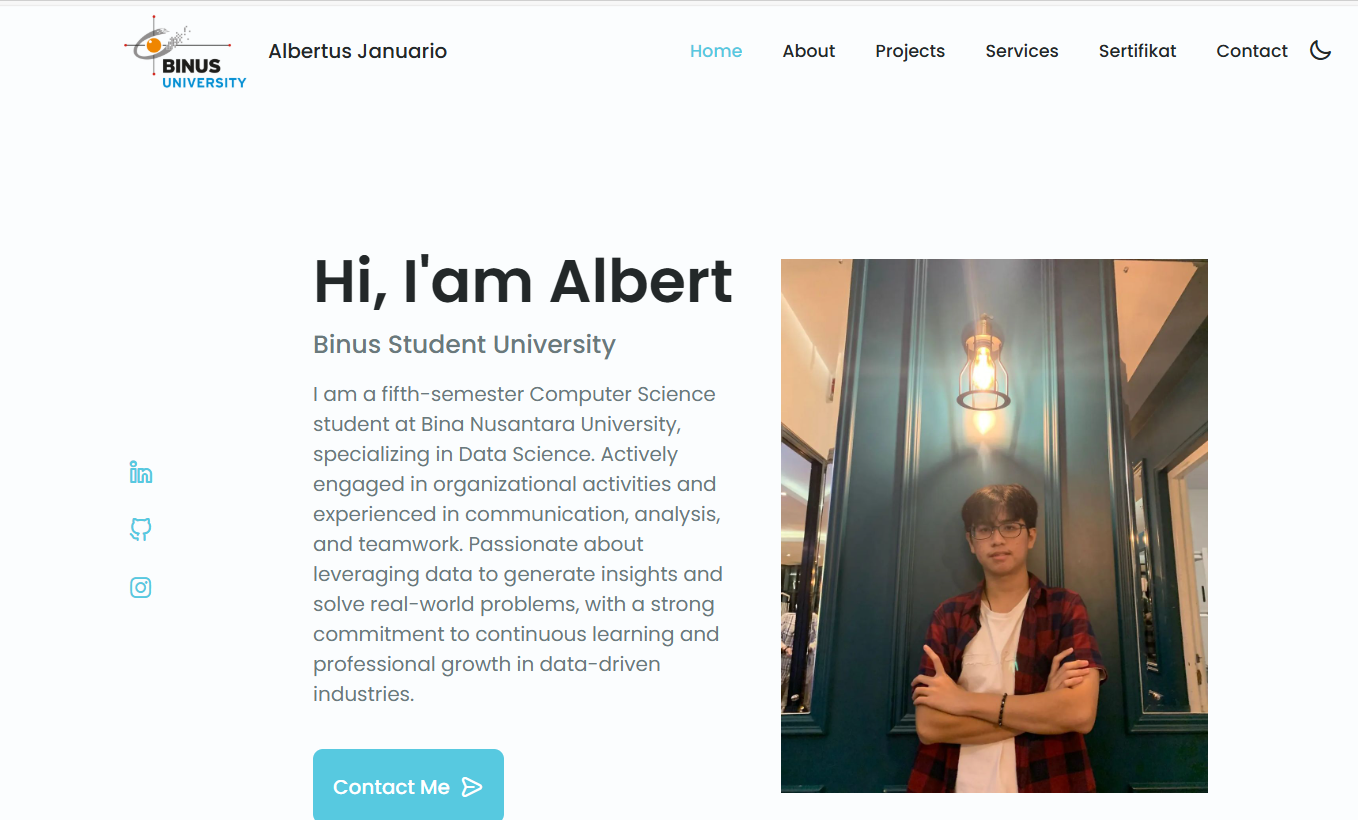 BINUS
UNIVERSITY
Albertus Januario
Home
About
Projects
Services
Sertifikat
Contact
Hi, I'am Albert
Binus Student University
I am a fifth-semester Computer Science
student at Bina Nusantara University,
specializing in Data Science. Actively
engaged in organizational activities and
experienced in communication, analysis,
and teamwork. Passionate about
leveraging data to generate insights and
solve real-world problems, with a strong
commitment to continuous learning and
professional growth in data-driven
industries.
Contact Me